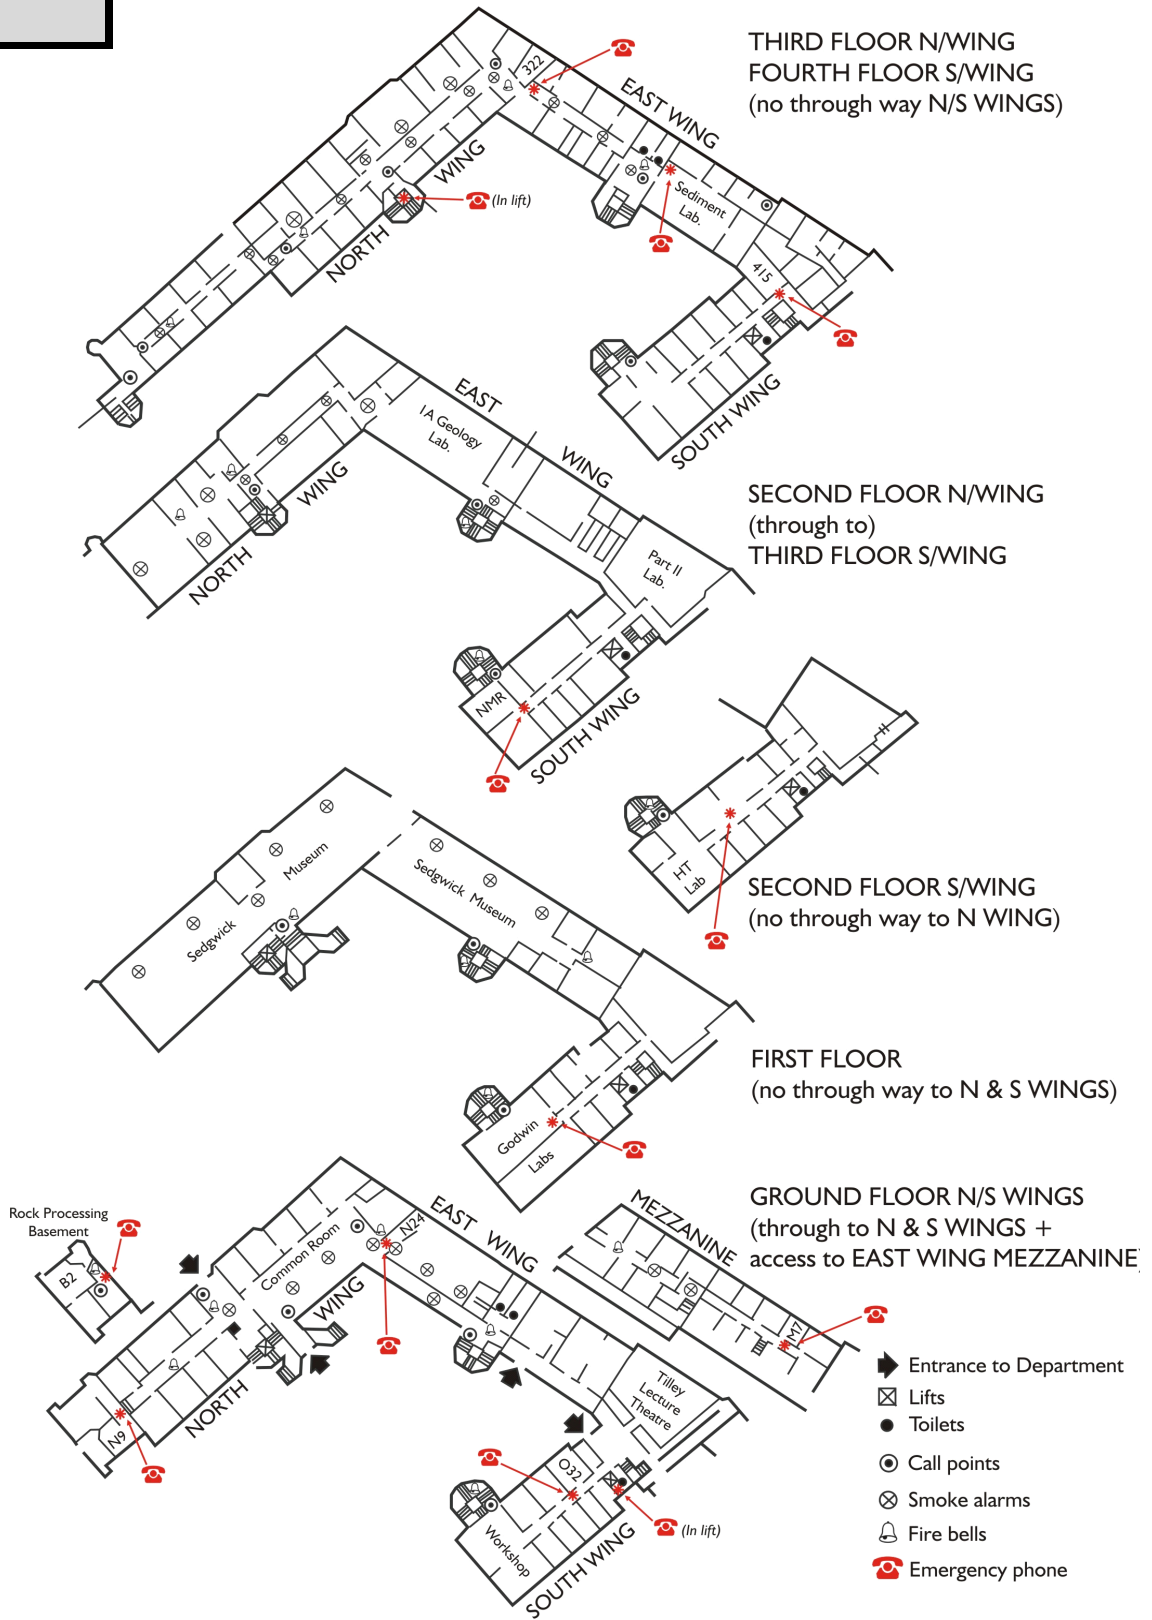 THIRD FLOOR N/WING
FOURTH FLOOR S/WING
(no through way N/S WINGS)
322
EAST WING
WING
(In lift)
NORTH
Sediment
Lab.
415
SOUTH WING
SECOND FLOOR N/WING
(through to)
THIRD FLOOR S/WING
EAST
1A Geology
Lab.
WING
WING
NORTH
Part II
Lab.
NMR
SOUTH WING
HT
Lab
SECOND FLOOR S/WING
(no through way to N WING)
Museum
Sedgwick
Sedgwick Museum
FIRST FLOOR
(no through way to N & S WINGS)
Godwin
Labs
GROUND FLOOR N/S WINGS
(through to N & S WINGS +
access to EAST WING MEZZANINE)
Rock Processing
Basement
B2
Common Room
N24
EAST WING
MEZZANINE
WING
M7
NORTH
N9
Tilley
Lecture
Theatre
O32
(In lift)
Workshop
SOUTH WING
Entrance to Department
Lifts
Toilets
Call points
Smoke alarms
Fire bells
Emergency phone